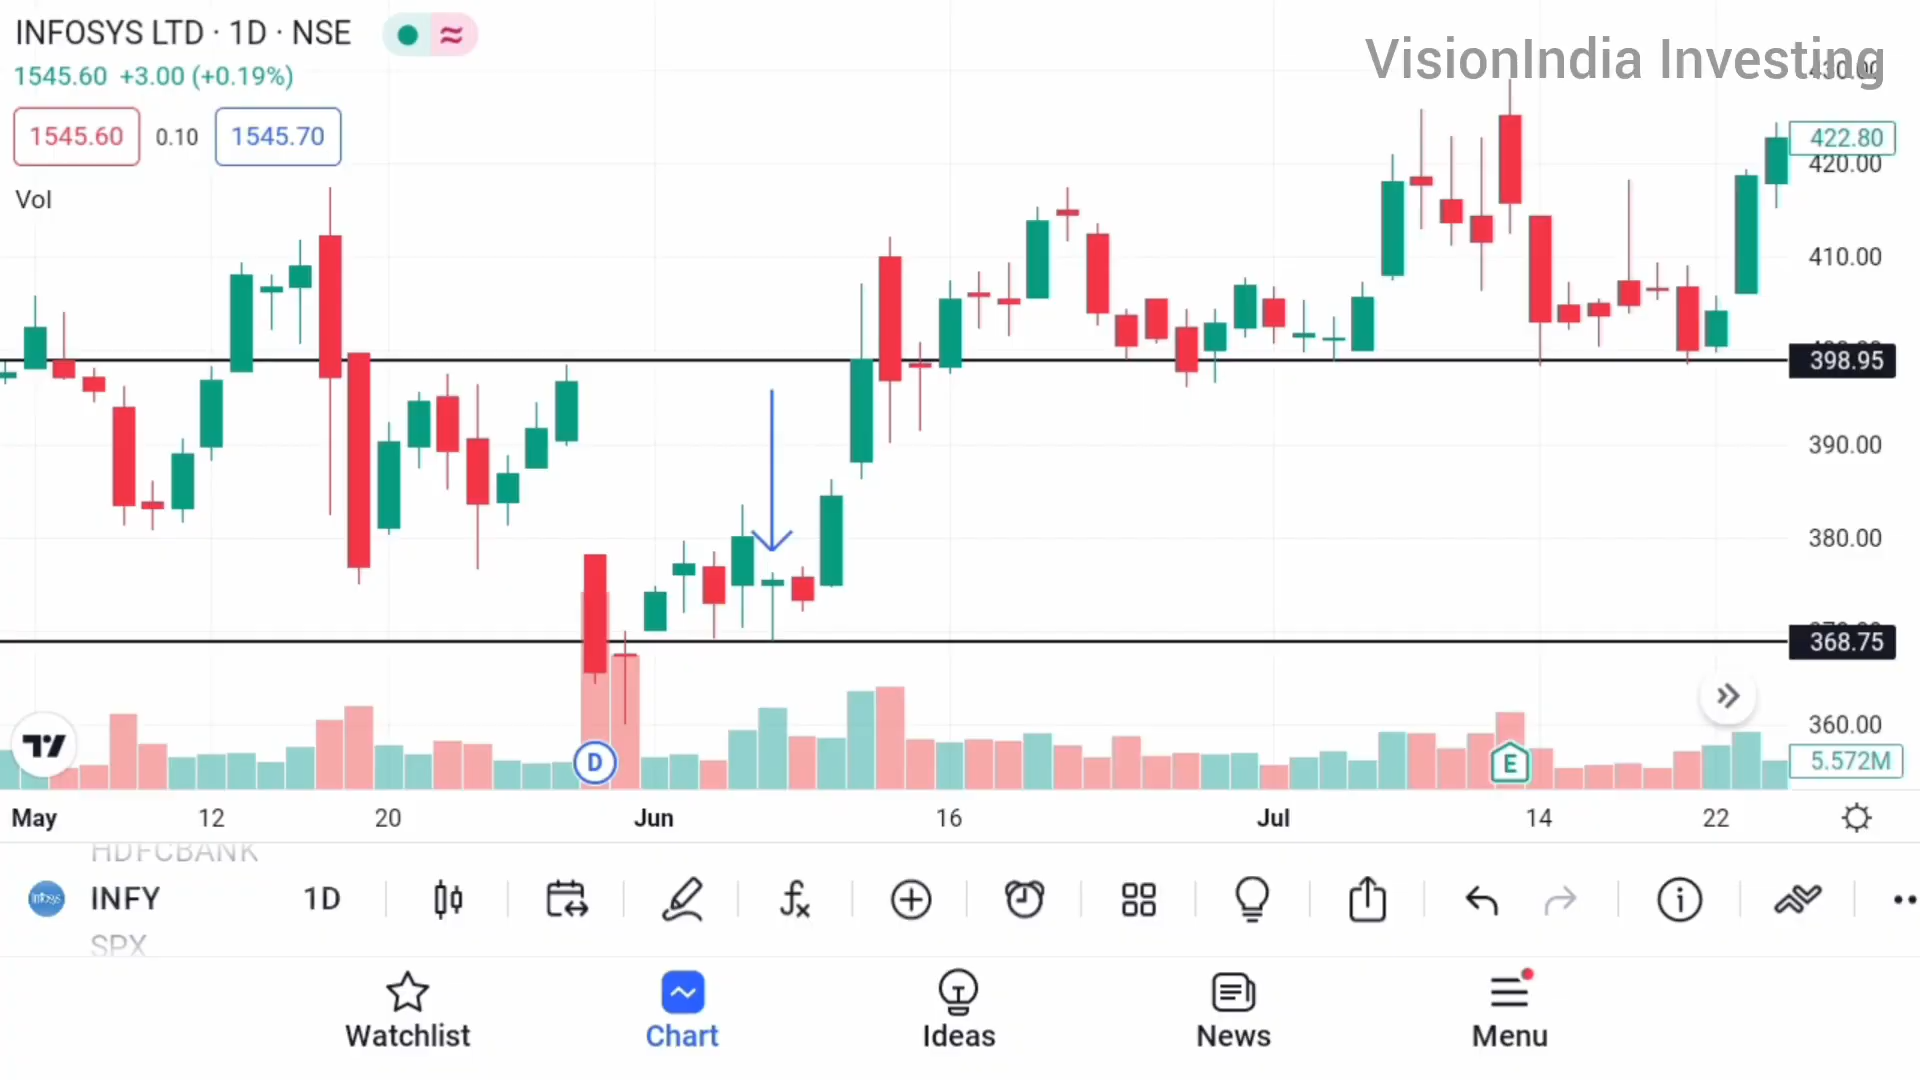 INFOSYS LTD · 1D · NSE
VisionIndia Investing
1545.60 +3.00 (+0.19%)
1545.60 0.10 1545.70
Vol
430.00
422.80
420.00
410.00
398.95
390.00
380.00
368.75
360.00
5.572M
D
E
May 12 20 Jun 16 Jul 14 22
HDFCBANK
INFY 1D
SPX
Watchlist Chart Ideas News Menu